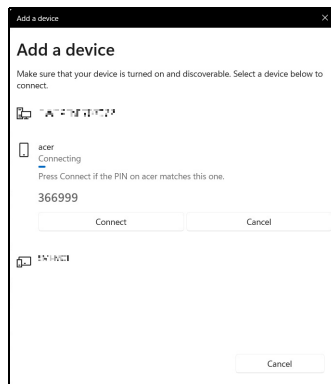 Add a device
Add a device
Make sure that your device is turned on and discoverable. Select a device below to
connect.
acer
Connecting
Press Connect if the PIN on acer matches this one.
366999
Connect Cancel
Cancel